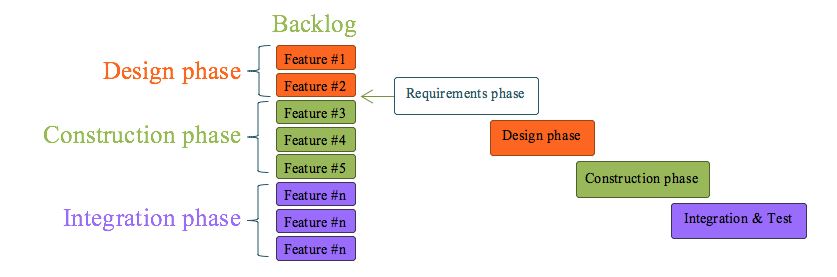 Backlog
Design phase
Feature #1
Feature #2
Construction phase
Feature #3
Feature #4
Feature #5
Integration phase
Feature #n
Feature #n
Feature #n
Requirements phase
Design phase
Construction phase
Integration & Test